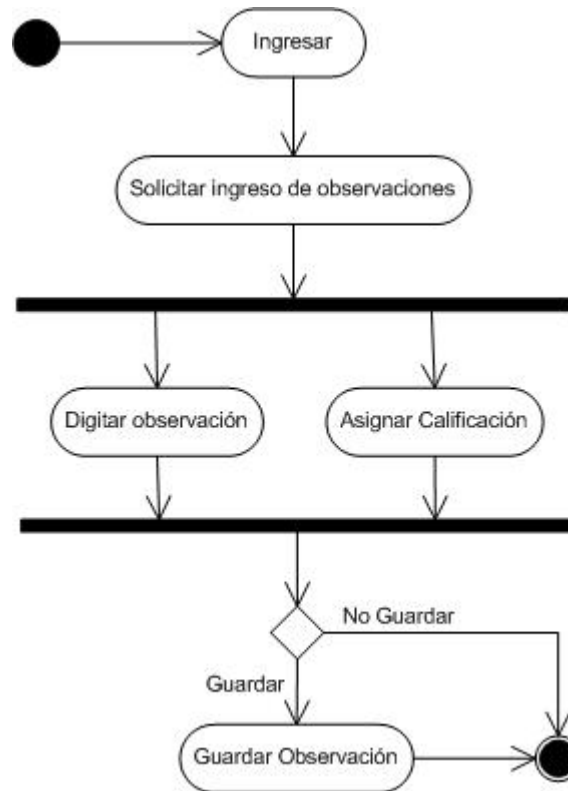 Ingresar
Solicitar ingreso de observaciones
Digitar observación
Asignar Calificación
No Guardar
Guardar
Guardar Observación